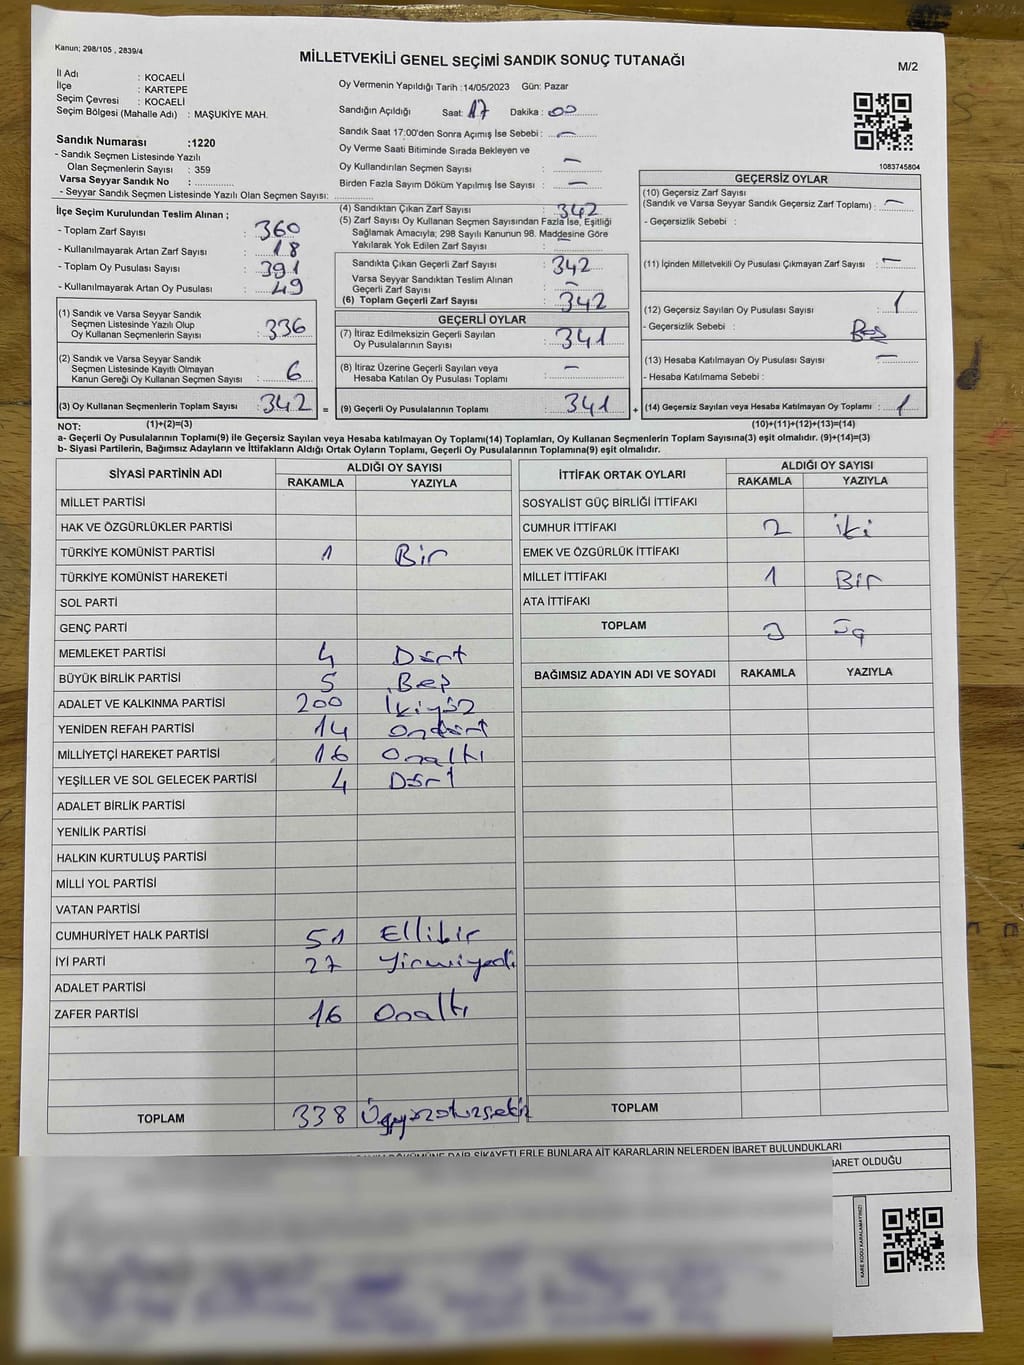 Kanun; 298/105 , 2839/4
MİLLETVEKİLİ GENEL SEÇİMİ SANDIK SONUÇ TUTANAĞI
M/2
İl Adı : KOCAELİ
İlçe : KARTEPE
Seçim Çevresi : KOCAELİ
Seçim Bölgesi (Mahalle Adı) : MAŞUKİYE MAH.
Sandık Numarası :1220
- Sandık Seçmen Listesinde Yazılı
Olan Seçmenlerin Sayısı : 359
Varsa Seyyar Sandık No : ............
- Seyyar Sandık Seçmen Listesinde Yazılı Olan Seçmen Sayısı: ............
Oy Vermenin Yapıldığı Tarih :14/05/2023 Gün: Pazar
Sandığın Açıldığı Saat: 17 Dakika : 00
Sandık Saat 17:00'den Sonra Açımış İse Sebebi : —
Oy Verme Saati Bitiminde Sırada Bekleyen ve
Oy Kullandırılan Seçmen Sayısı : —
Birden Fazla Sayım Döküm Yapılmış İse Sayısı : —
1083745804
İlçe Seçim Kurulundan Teslim Alınan ;
- Toplam Zarf Sayısı : 360
- Kullanılmayarak Artan Zarf Sayısı : 18
- Toplam Oy Pusulası Sayısı : 391
- Kullanılmayarak Artan Oy Pusulası : 49
(1) Sandık ve Varsa Seyyar Sandık
Seçmen Listesinde Yazılı Olup
Oy Kullanan Seçmenlerin Sayısı : 336
(2) Sandık ve Varsa Seyyar Sandık
Seçmen Listesinde Kayıtlı Olmayan
Kanun Gereği Oy Kullanan Seçmen Sayısı : 6
(3) Oy Kullanan Seçmenlerin Toplam Sayısı : 342 =
(1)+(2)=(3)
(4) Sandıktan Çıkan Zarf Sayısı : 342
(5) Zarf Sayısı Oy Kullanan Seçmen Sayısından Fazla İse, Eşitliği
Sağlamak Amacıyla; 298 Sayılı Kanunun 98. Maddesine Göre
Yakılarak Yok Edilen Zarf Sayısı : —
Sandıkta Çıkan Geçerli Zarf Sayısı : 342
Varsa Seyyar Sandıktan Teslim Alınan
Geçerli Zarf Sayısı : —
(6) Toplam Geçerli Zarf Sayısı : 342
GEÇERLİ OYLAR
(7) İtiraz Edilmeksizin Geçerli Sayılan
Oy Pusulalarının Sayısı : 341
(8) İtiraz Üzerine Geçerli Sayılan veya
Hesaba Katılan Oy Pusulası Toplamı : —
(9) Geçerli Oy Pusulalarının Toplamı : 341 +
GEÇERSİZ OYLAR
(10) Geçersiz Zarf Sayısı
(Sandık ve Varsa Seyyar Sandık Geçersiz Zarf Toplamı) : —
- Geçersizlik Sebebi :
(11) İçinden Milletvekili Oy Pusulası Çıkmayan Zarf Sayısı : —
(12) Geçersiz Sayılan Oy Pusulası Sayısı : 1
- Geçersizlik Sebebi : Boş
(13) Hesaba Katılmayan Oy Pusulası Sayısı : —
- Hesaba Katılmama Sebebi :
(14) Geçersiz Sayılan veya Hesaba Katılmayan Oy Toplamı : 1
(10)+(11)+(12)+(13)=(14)
NOT:
a- Geçerli Oy Pusulalarının Toplamı(9) ile Geçersiz Sayılan veya Hesaba katılmayan Oy Toplamı(14) Toplamları, Oy Kullanan Seçmenlerin Toplam Sayısına(3) eşit olmalıdır. (9)+(14)=(3)
b- Siyasi Partilerin, Bağımsız Adayların ve İttifakların Aldığı Ortak Oyların Toplamı, Geçerli Oy Pusulalarının Toplamına(9) eşit olmalıdır.
SİYASİ PARTİNİN ADI ALDIĞI OY SAYISI
RAKAMLA YAZIYLA
MİLLET PARTİSİ
HAK VE ÖZGÜRLÜKLER PARTİSİ
TÜRKİYE KOMÜNİST PARTİSİ 1 Bir
TÜRKİYE KOMÜNİST HAREKETİ
SOL PARTİ
GENÇ PARTİ
MEMLEKET PARTİSİ 4 Dört
BÜYÜK BİRLİK PARTİSİ 5 Beş
ADALET VE KALKINMA PARTİSİ 200 İkiyüz
YENİDEN REFAH PARTİSİ 14 Ondört
MİLLİYETÇİ HAREKET PARTİSİ 16 Onaltı
YEŞİLLER VE SOL GELECEK PARTİSİ 4 Dört
ADALET BİRLİK PARTİSİ
YENİLİK PARTİSİ
HALKIN KURTULUŞ PARTİSİ
MİLLİ YOL PARTİSİ
VATAN PARTİSİ
CUMHURİYET HALK PARTİSİ 51 Ellibir
İYİ PARTİ 27 Yirmiyedi
ADALET PARTİSİ
ZAFER PARTİSİ 16 Onaltı
TOPLAM 338 Üçyüzotuzsekiz
İTTİFAK ORTAK OYLARI ALDIĞI OY SAYISI
RAKAMLA YAZIYLA
SOSYALİST GÜÇ BİRLİĞİ İTTİFAKI
CUMHUR İTTİFAKI 2 iki
EMEK VE ÖZGÜRLÜK İTTİFAKI
MİLLET İTTİFAKI 1 Bir
ATA İTTİFAKI
TOPLAM 3 Üç
BAĞIMSIZ ADAYIN ADI VE SOYADI RAKAMLA YAZIYLA
TOPLAM
ŞİKAYETLERLE BUNLARA AİT KARARLARIN NELERDEN İBARET BULUNDUKLARI
OLDUĞU
KARE KODU KARALAMAYINIZ!